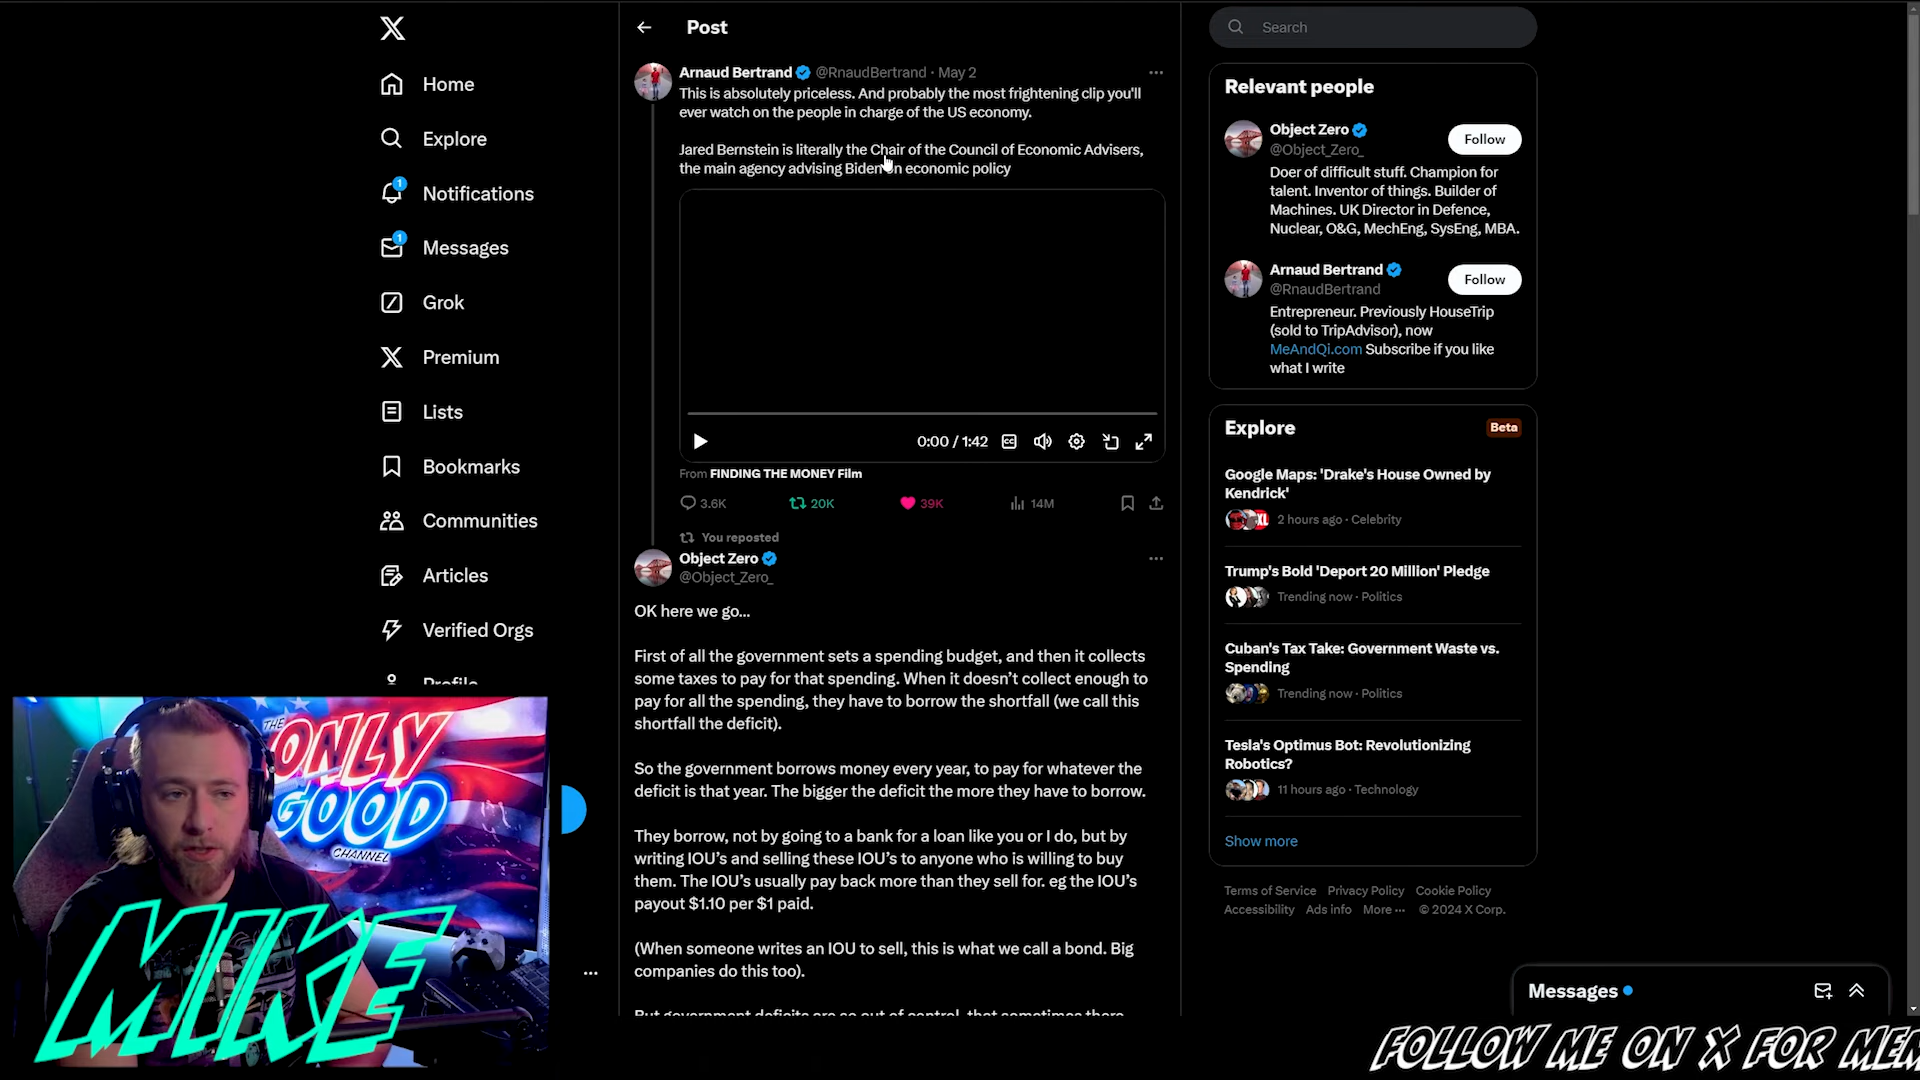 Home
Explore
1
Notifications
1
Messages
Grok
Premium
Lists
Bookmarks
Communities
Articles
Verified Orgs
Profile
Post
Arnaud Bertrand @RnaudBertrand · May 2
This is absolutely priceless. And probably the most frightening clip you'll
ever watch on the people in charge of the US economy.
Jared Bernstein is literally the Chair of the Council of Economic Advisers,
the main agency advising Biden on economic policy
0:00 / 1:42
CC
From FINDING THE MONEY Film
3.6K 20K 39K 14M
You reposted
Object Zero
@Object_Zero_
OK here we go...
First of all the government sets a spending budget, and then it collects
some taxes to pay for that spending. When it doesn’t collect enough to
pay for all the spending, they have to borrow the shortfall (we call this
shortfall the deficit).
So the government borrows money every year, to pay for whatever the
deficit is that year. The bigger the deficit the more they have to borrow.
They borrow, not by going to a bank for a loan like you or I do, but by
writing IOU’s and selling these IOU’s to anyone who is willing to buy
them. The IOU’s usually pay back more than they sell for. eg the IOU’s
payout $1.10 per $1 paid.
(When someone writes an IOU to sell, this is what we call a bond. Big
companies do this too).
But government deficits are so out of control, that sometimes there
Search
Relevant people
Object Zero
@Object_Zero_
Follow
Doer of difficult stuff. Champion for
talent. Inventor of things. Builder of
Machines. UK Director in Defence,
Nuclear, O&G, MechEng, SysEng, MBA.
Arnaud Bertrand
@RnaudBertrand
Follow
Entrepreneur. Previously HouseTrip
(sold to TripAdvisor), now
MeAndQi.com Subscribe if you like
what I write
Explore
Beta
Google Maps: 'Drake's House Owned by
Kendrick'
2 hours ago · Celebrity
Trump's Bold 'Deport 20 Million' Pledge
Trending now · Politics
Cuban's Tax Take: Government Waste vs.
Spending
Trending now · Politics
Tesla's Optimus Bot: Revolutionizing
Robotics?
11 hours ago · Technology
Show more
Terms of Service Privacy Policy Cookie Policy
Accessibility Ads info More ··· © 2024 X Corp.
Messages
THE
ONLY
GOOD
CHANNEL
MIKE
FOLLOW ME ON X FOR MEM